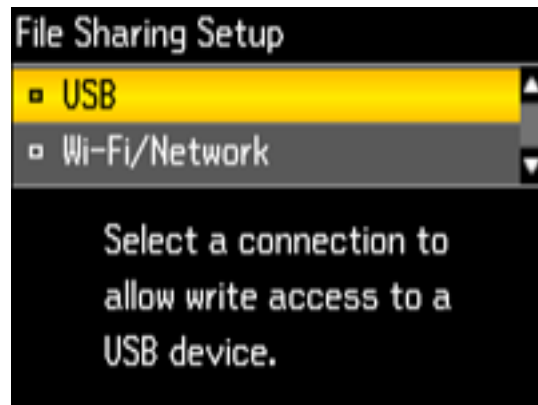 File Sharing Setup
USB
Wi-Fi/Network
Select a connection to
allow write access to a
USB device.